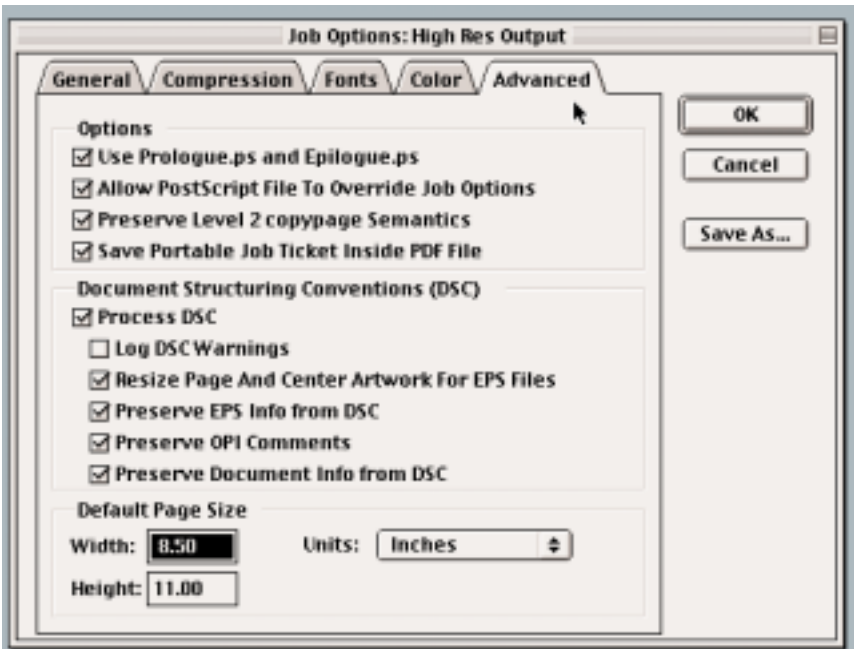 Job Options: High Res Output
General Compression Fonts Color Advanced
Options
Use Prologue.ps and Epilogue.ps
Allow PostScript File To Override Job Options
Preserve Level 2 copypage Semantics
Save Portable Job Ticket Inside PDF File
Document Structuring Conventions (DSC)
Process DSC
Log DSC Warnings
Resize Page And Center Artwork For EPS Files
Preserve EPS Info from DSC
Preserve OPI Comments
Preserve Document Info from DSC
Default Page Size
Width: 8.50 Units: Inches
Height: 11.00
OK
Cancel
Save As...